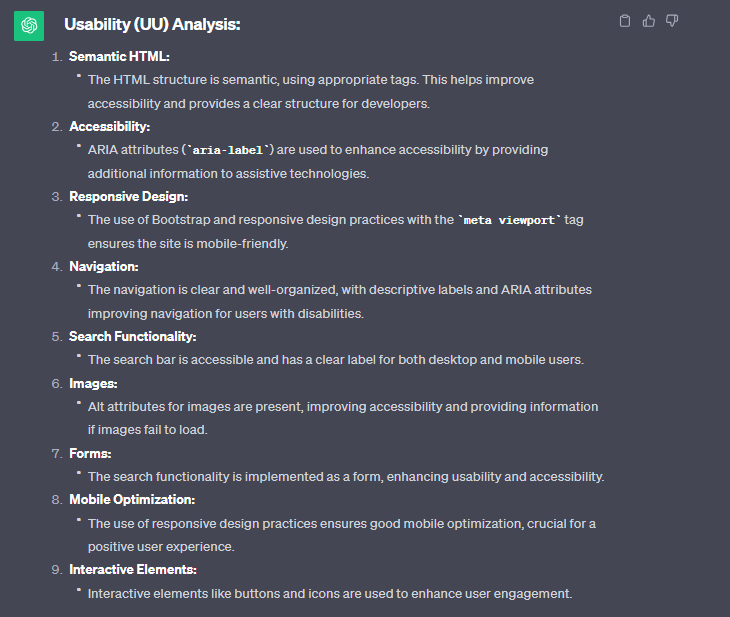 Usability (UU) Analysis:
1. Semantic HTML:
• The HTML structure is semantic, using appropriate tags. This helps improve
accessibility and provides a clear structure for developers.
2. Accessibility:
• ARIA attributes (`aria-label`) are used to enhance accessibility by providing
additional information to assistive technologies.
3. Responsive Design:
• The use of Bootstrap and responsive design practices with the `meta viewport` tag
ensures the site is mobile-friendly.
4. Navigation:
• The navigation is clear and well-organized, with descriptive labels and ARIA attributes
improving navigation for users with disabilities.
5. Search Functionality:
• The search bar is accessible and has a clear label for both desktop and mobile users.
6. Images:
• Alt attributes for images are present, improving accessibility and providing information
if images fail to load.
7. Forms:
• The search functionality is implemented as a form, enhancing usability and accessibility.
8. Mobile Optimization:
• The use of responsive design practices ensures good mobile optimization, crucial for a
positive user experience.
9. Interactive Elements:
• Interactive elements like buttons and icons are used to enhance user engagement.